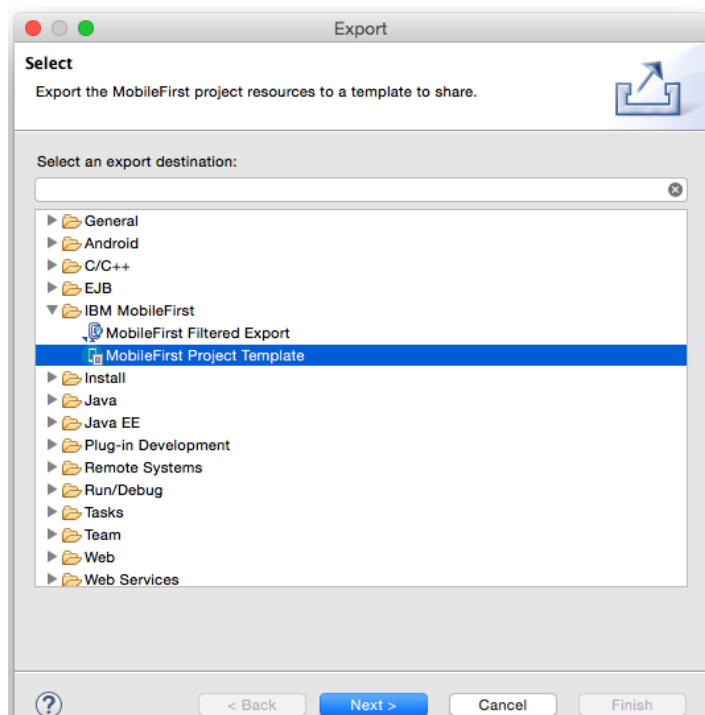 Export
Select
Export the MobileFirst project resources to a template to share.
Select an export destination:
General
Android
C/C++
EJB
IBM MobileFirst
MobileFirst Filtered Export
MobileFirst Project Template
Install
Java
Java EE
Plug-in Development
Remote Systems
Run/Debug
Tasks
Team
Web
Web Services
? < Back Next > Cancel Finish